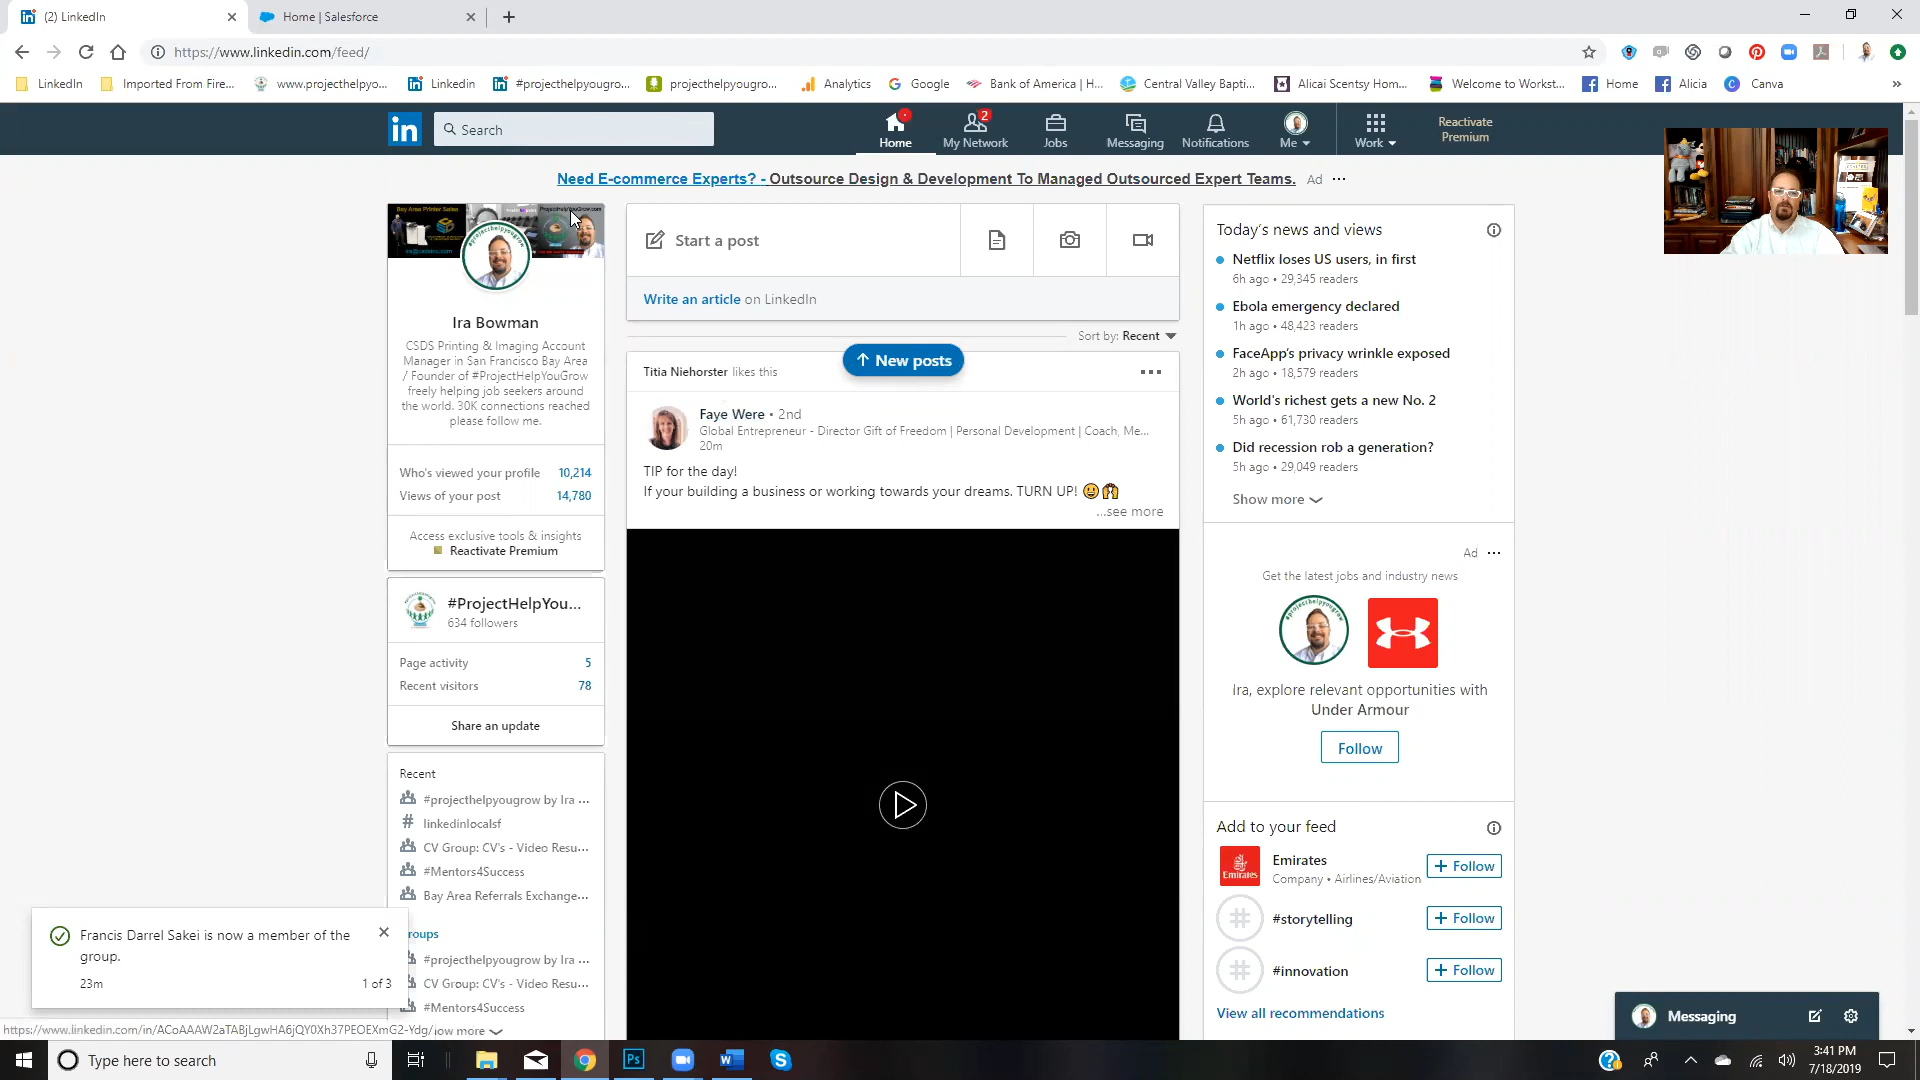 (2) LinkedIn
Home | Salesforce
https://www.linkedin.com/feed/
LinkedIn
Imported From Fire...
www.projecthelpyo...
Linkedin
#projecthelpyougro...
projecthelpyougro...
Analytics
Google
Bank of America | H...
Central Valley Bapti...
Alicai Scentsy Hom...
Welcome to Workst...
Home
Alicia
Canva
in
Search
Home
2
My Network
Jobs
Messaging
Notifications
Me
Work
Reactivate
Premium
Need E-commerce Experts? - Outsource Design & Development To Managed Outsourced Expert Teams.
Ad
Bay Area Printer Sales
Ira Bowman
CSDS Printing & Imaging Account
Manager in San Francisco Bay Area
/ Founder of #ProjectHelpYouGrow
freely helping job seekers around
the world. 30K connections reached
please follow me.
Who's viewed your profile 10,214
Views of your post 14,780
Access exclusive tools & insights
Reactivate Premium
#ProjectHelpYou...
634 followers
Page activity 5
Recent visitors 78
Share an update
Recent
#projecthelpyougrow by Ira ...
linkedinlocalsf
CV Group: CV's - Video Resu...
#Mentors4Success
Bay Area Referrals Exchange...
roups
#projecthelpyougrow by Ira ...
CV Group: CV's - Video Resu...
#Mentors4Success
ow more
Francis Darrel Sakei is now a member of the
group.
23m
1 of 3
https://www.linkedin.com/in/ACoAAAW2aTABjLgwHA6jQY0Xh37PEOEXmG2-Ydg/
Start a post
Write an article on LinkedIn
Sort by: Recent
New posts
Titia Niehorster likes this
Faye Were • 2nd
Global Entrepreneur - Director Gift of Freedom | Personal Development | Coach, Me...
20m
TIP for the day!
If your building a business or working towards your dreams. TURN UP! 😀🙌
...see more
Today's news and views
Netflix loses US users, in first
6h ago • 29,345 readers
Ebola emergency declared
1h ago • 48,423 readers
FaceApp's privacy wrinkle exposed
2h ago • 18,579 readers
World's richest gets a new No. 2
5h ago • 61,730 readers
Did recession rob a generation?
5h ago • 29,049 readers
Show more
Ad
Get the latest jobs and industry news
Ira, explore relevant opportunities with
Under Armour
Follow
Add to your feed
Emirates
Emirates
Company • Airlines/Aviation
+ Follow
#storytelling
+ Follow
#innovation
+ Follow
View all recommendations
Messaging
Type here to search
Ps
3:41 PM
7/18/2019